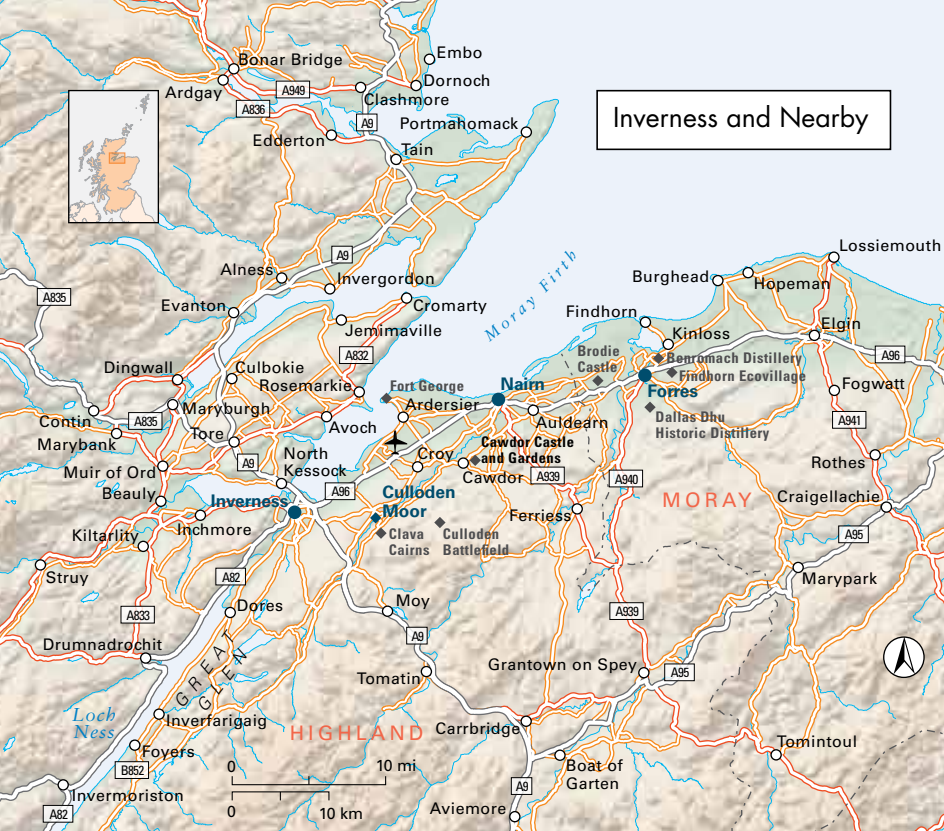 Embo
Bonar Bridge
Dornoch
Ardgay
A949
Clashmore
A836
A9
Portmahomack
Inverness and Nearby
Edderton
Tain
Lossiemouth
A9
Alness
Invergordon
Burghead
Hopeman
Moray Firth
A835
Evanton
Cromarty
Findhorn
Jemimaville
Kinloss
Elgin
A832
Brodie
Castle
Benromach Distillery
A96
Dingwall
Culbokie
Findhorn Ecovillage
Rosemarkie
Fort George
Nairn
Forres
Fogwatt
Contin
Maryburgh
Ardersier
A835
Avoch
Auldearn
Dallas Dhu
Historic Distillery
A941
Marybank
Tore
Cawdor Castle
and Gardens
North
Kessock
Croy
A9
Muir of Ord
Cawdor
A939
A940
Rothes
Beauly
A96
Culloden
Moor
MORAY
Craigellachie
Inverness
Ferriess
Inchmore
Kiltarlity
Clava
Cairns
Culloden
Battlefield
A95
Struy
A82
Marypark
Dores
Moy
A833
A939
A9
Drumnadrochit
GREAT
GLEN
Grantown on Spey
A95
Tomatin
Loch
Ness
Inverfarigaig
HIGHLAND
Carrbridge
Foyers
Tomintoul
B852
0
10 mi
Boat of
Garten
Invermoriston
A9
0
10 km
A82
Aviemore